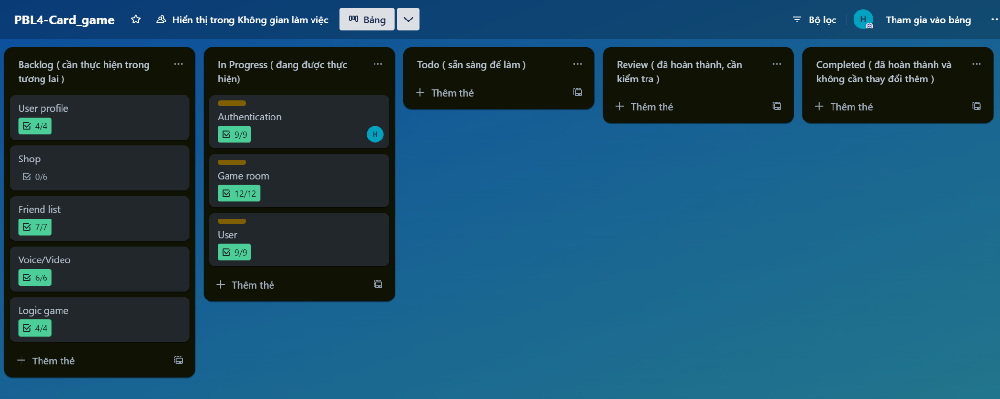 PBL4-Card_game
Hiển thị trong Không gian làm việc
Bảng
Bộ lọc
H
Tham gia vào bảng
Backlog ( cần thực hiện trong
tương lai )
User profile
4/4
Shop
0/6
Friend list
7/7
Voice/Video
6/6
Logic game
4/4
Thêm thẻ
In Progress ( đang được thực
hiện)
Authentication
9/9
H
Game room
12/12
User
9/9
Thêm thẻ
Todo ( sẵn sàng để làm )
Thêm thẻ
Review ( đã hoàn thành, cần
kiểm tra )
Thêm thẻ
Completed ( đã hoàn thành và
không cần thay đổi thêm )
Thêm thẻ